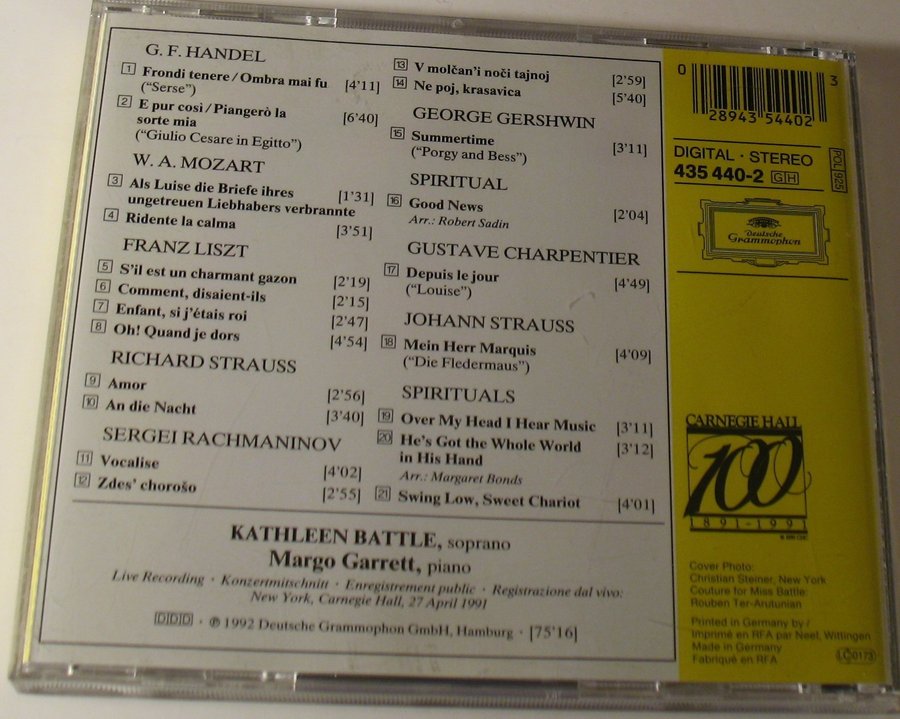 G. F. HANDEL
1 Frondi tenere / Ombra mai fu [4'11]
("Serse")
2 E pur così / Piangerò la
sorte mia [6'40]
("Giulio Cesare in Egitto")
W. A. MOZART
3 Als Luise die Briefe ihres
ungetreuen Liebhabers verbrannte [1'31]
4 Ridente la calma [3'51]
FRANZ LISZT
5 S'il est un charmant gazon [2'19]
6 Comment, disaient-ils [2'15]
7 Enfant, si j'étais roi [2'47]
8 Oh! Quand je dors [4'54]
RICHARD STRAUSS
9 Amor [2'56]
10 An die Nacht [3'40]
SERGEI RACHMANINOV
11 Vocalise [4'02]
12 Zdes' chorošo [2'55]
13 V molčan'i noči tajnoj [2'59]
14 Ne poj, krasavica [5'40]
GEORGE GERSHWIN
15 Summertime [3'11]
("Porgy and Bess")
SPIRITUAL
16 Good News [2'04]
Arr.: Robert Sadin
GUSTAVE CHARPENTIER
17 Depuis le jour [4'49]
("Louise")
JOHANN STRAUSS
18 Mein Herr Marquis [4'09]
("Die Fledermaus")
SPIRITUALS
19 Over My Head I Hear Music [3'11]
20 He's Got the Whole World [3'12]
in His Hand
Arr.: Margaret Bonds
21 Swing Low, Sweet Chariot [4'01]
KATHLEEN BATTLE, soprano
Margo Garrett, piano
Live Recording · Konzertmitschnitt · Enregistrement public · Registrazione dal vivo:
New York, Carnegie Hall, 27 April 1991
DDD · ℗ 1992 Deutsche Grammophon GmbH, Hamburg · [75'16]
0 28943 54402 3
DIGITAL · STEREO
435 440-2 GH
POL 925
Deutsche
Grammophon
CARNEGIE HALL
100
1891-1991
Cover Photo:
Christian Steiner, New York
Couture for Miss Battle:
Rouben Ter-Arutunian
Printed in Germany by /
Imprimé en RFA par Neef, Wittingen
Made in Germany
Fabriqué en RFA
LC 0173